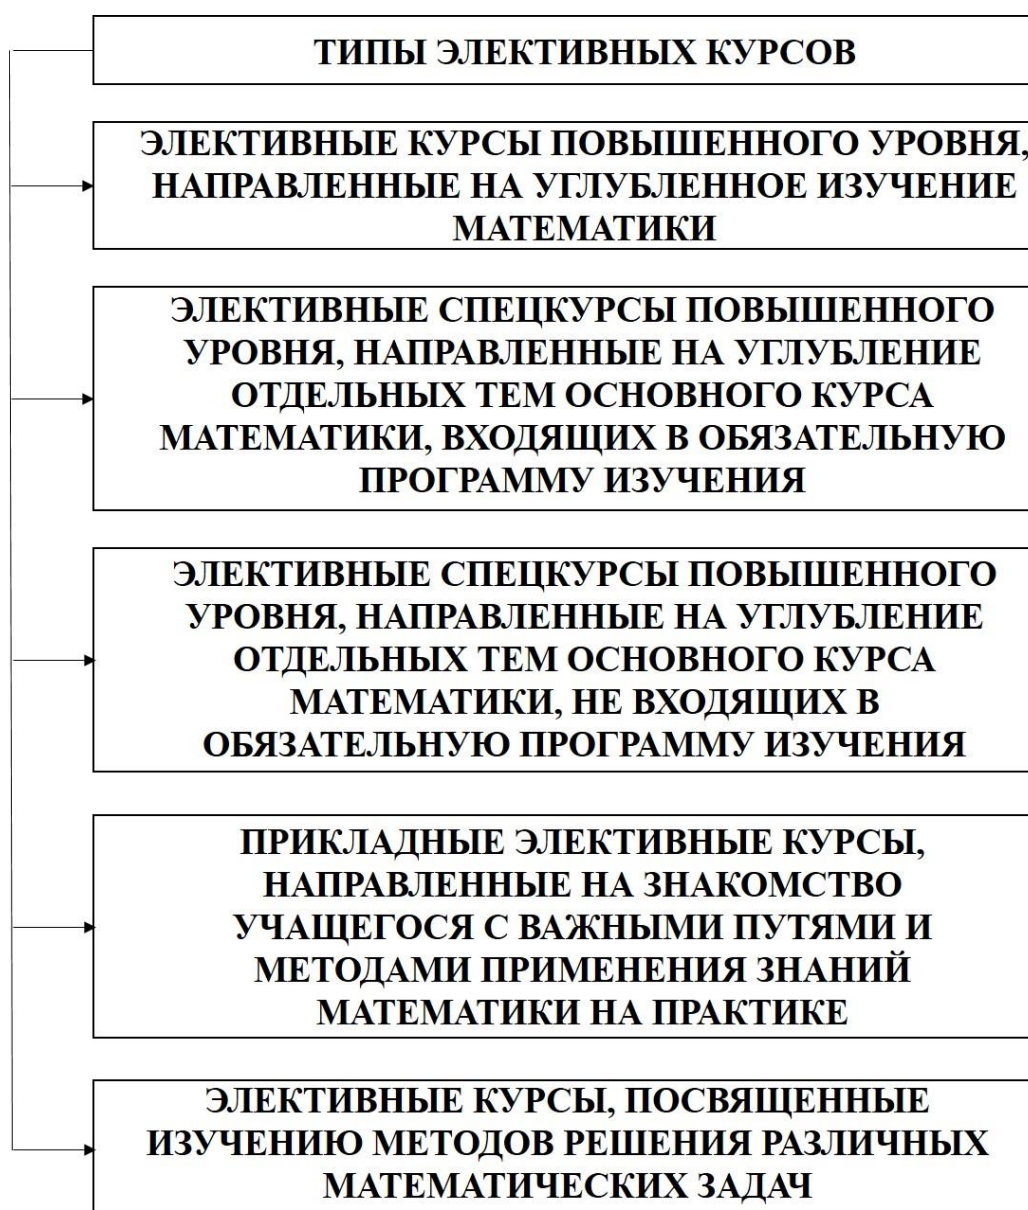 ТИПЫ ЭЛЕКТИВНЫХ КУРСОВ
ЭЛЕКТИВНЫЕ КУРСЫ ПОВЫШЕННОГО УРОВНЯ,
НАПРАВЛЕННЫЕ НА УГЛУБЛЕННОЕ ИЗУЧЕНИЕ
МАТЕМАТИКИ
ЭЛЕКТИВНЫЕ СПЕЦКУРСЫ ПОВЫШЕННОГО
УРОВНЯ, НАПРАВЛЕННЫЕ НА УГЛУБЛЕНИЕ
ОТДЕЛЬНЫХ ТЕМ ОСНОВНОГО КУРСА
МАТЕМАТИКИ, ВХОДЯЩИХ В ОБЯЗАТЕЛЬНУЮ
ПРОГРАММУ ИЗУЧЕНИЯ
ЭЛЕКТИВНЫЕ СПЕЦКУРСЫ ПОВЫШЕННОГО
УРОВНЯ, НАПРАВЛЕННЫЕ НА УГЛУБЛЕНИЕ
ОТДЕЛЬНЫХ ТЕМ ОСНОВНОГО КУРСА
МАТЕМАТИКИ, НЕ ВХОДЯЩИХ В
ОБЯЗАТЕЛЬНУЮ ПРОГРАММУ ИЗУЧЕНИЯ
ПРИКЛАДНЫЕ ЭЛЕКТИВНЫЕ КУРСЫ,
НАПРАВЛЕННЫЕ НА ЗНАКОМСТВО
УЧАЩЕГОСЯ С ВАЖНЫМИ ПУТЯМИ И
МЕТОДАМИ ПРИМЕНЕНИЯ ЗНАНИЙ
МАТЕМАТИКИ НА ПРАКТИКЕ
ЭЛЕКТИВНЫЕ КУРСЫ, ПОСВЯЩЕННЫЕ
ИЗУЧЕНИЮ МЕТОДОВ РЕШЕНИЯ РАЗЛИЧНЫХ
МАТЕМАТИЧЕСКИХ ЗАДАЧ